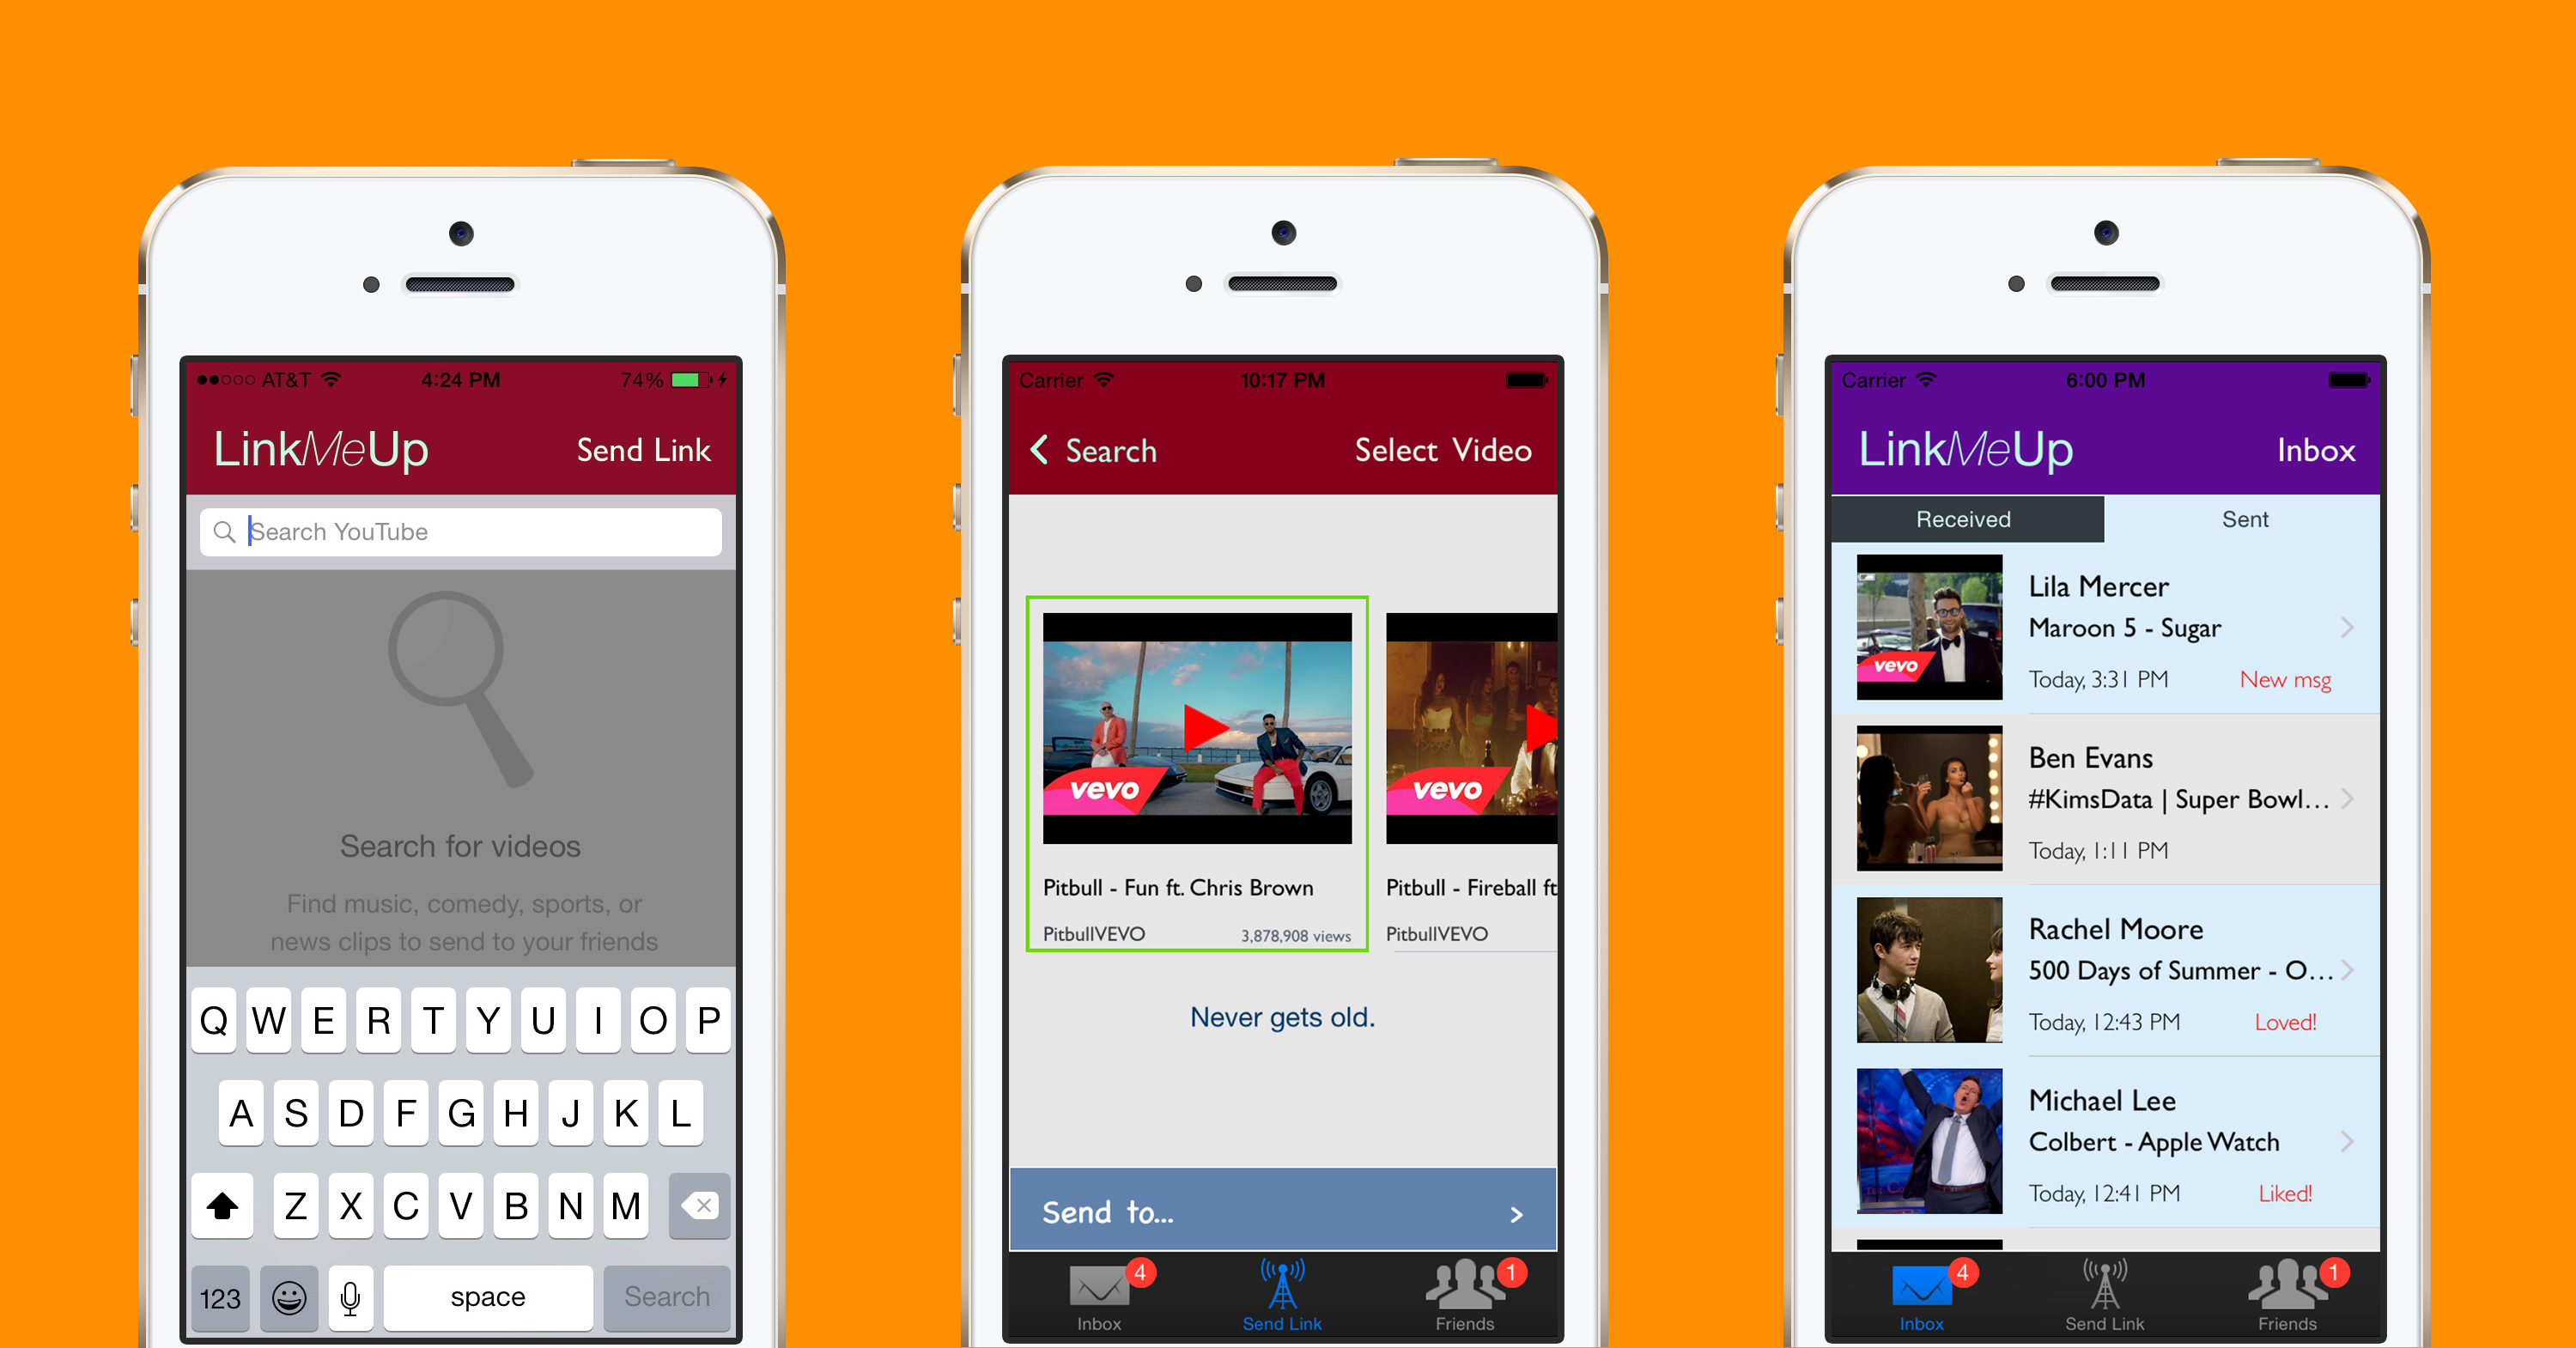 AT&T 4:24 PM 74%
LinkMeUp Send Link
Search YouTube
Search for videos
Find music, comedy, sports, or
news clips to send to your friends
Q W E R T Y U I O P
A S D F G H J K L
Z X C V B N M
123 space Search
Carrier 10:17 PM
Search Select Video
vevo vevo
Pitbull - Fun ft. Chris Brown Pitbull - Fireball ft
PitbullVEVO 3,878,908 views PitbullVEVO
Never gets old.
Send to...
4 1
Inbox Send Link Friends
Carrier 6:00 PM
LinkMeUp Inbox
Received Sent
vevo
Lila Mercer
Maroon 5 - Sugar
Today, 3:31 PM New msg
Ben Evans
#KimsData | Super Bowl...
Today, 1:11 PM
Rachel Moore
500 Days of Summer - O...
Today, 12:43 PM Loved!
Michael Lee
Colbert - Apple Watch
Today, 12:41 PM Liked!
4 1
Inbox Send Link Friends